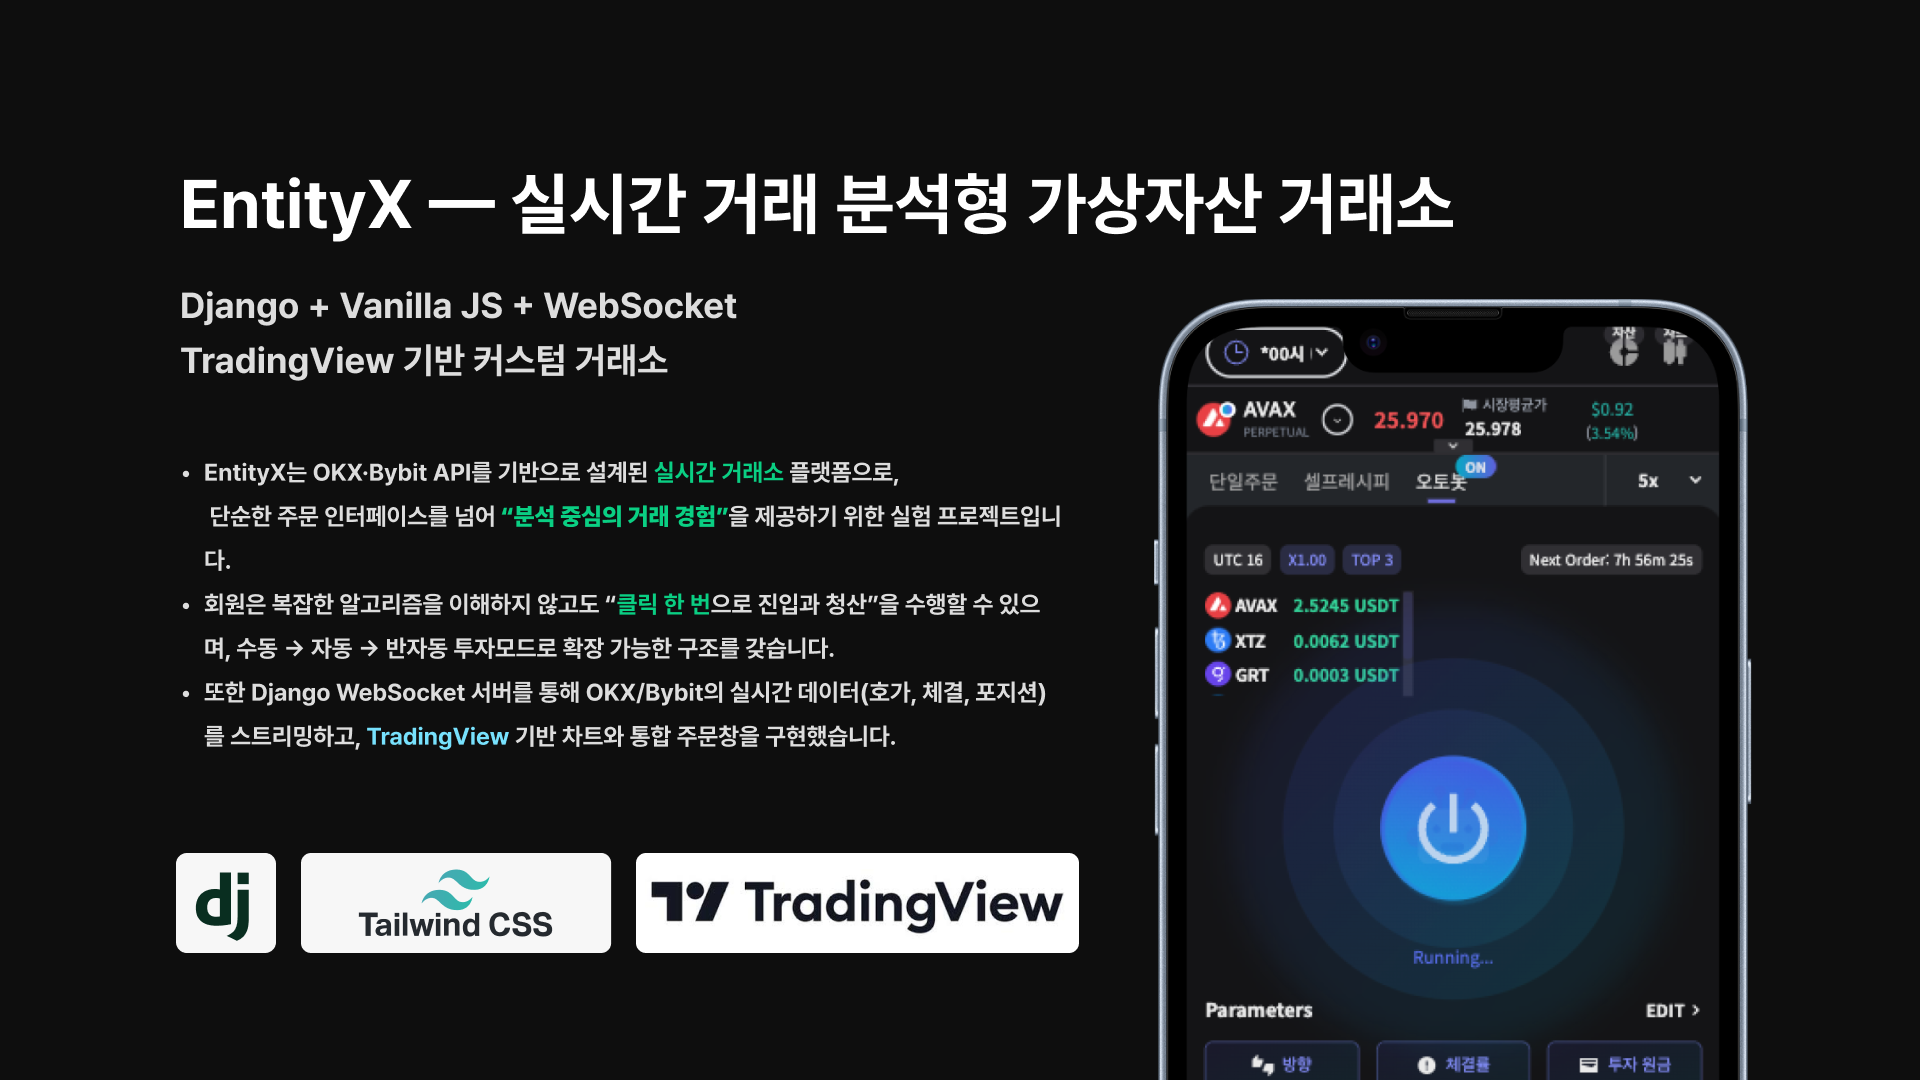 EntityX — 실시간 거래 분석형 가상자산 거래소
Django + Vanilla JS + WebSocket
TradingView 기반 커스텀 거래소
• EntityX는 OKX·Bybit API를 기반으로 설계된 실시간 거래소 플랫폼으로,
단순한 주문 인터페이스를 넘어 “분석 중심의 거래 경험”을 제공하기 위한 실험 프로젝트입니
다.
• 회원은 복잡한 알고리즘을 이해하지 않고도 “클릭 한 번으로 진입과 청산”을 수행할 수 있으
며, 수동 → 자동 → 반자동 투자모드로 확장 가능한 구조를 갖습니다.
• 또한 Django WebSocket 서버를 통해 OKX/Bybit의 실시간 데이터(호가, 체결, 포지션)
를 스트리밍하고, TradingView 기반 차트와 통합 주문창을 구현했습니다.
dj
Tailwind CSS
TradingView
*00시
자산
AVAX
PERPETUAL
25.970
시장평균가
25.978
$0.92
(3.54%)
단일주문 셀프레시피 오토봇 ON
5x
UTC 16 X1.00 TOP 3
Next Order: 7h 56m 25s
AVAX 2.5245 USDT
XTZ 0.0062 USDT
GRT 0.0003 USDT
Running...
Parameters
EDIT >
방향 체결률 투자 원금